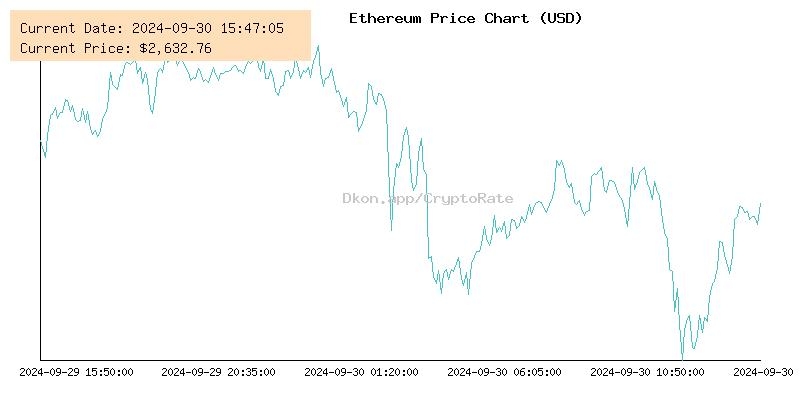 Ethereum Price Chart (USD)
Current Date: 2024-09-30 15:47:05
Current Price: $2,632.76
Dkon.app/CryptoRate
2024-09-29 15:50:00 2024-09-29 20:35:00 2024-09-30 01:20:00 2024-09-30 06:05:00 2024-09-30 10:50:00 2024-09-30